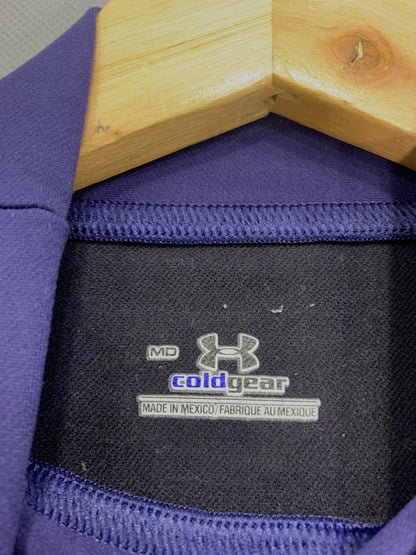 MD
coldgear
MADE IN MEXICO/FABRIQUE AU MEXIQUE